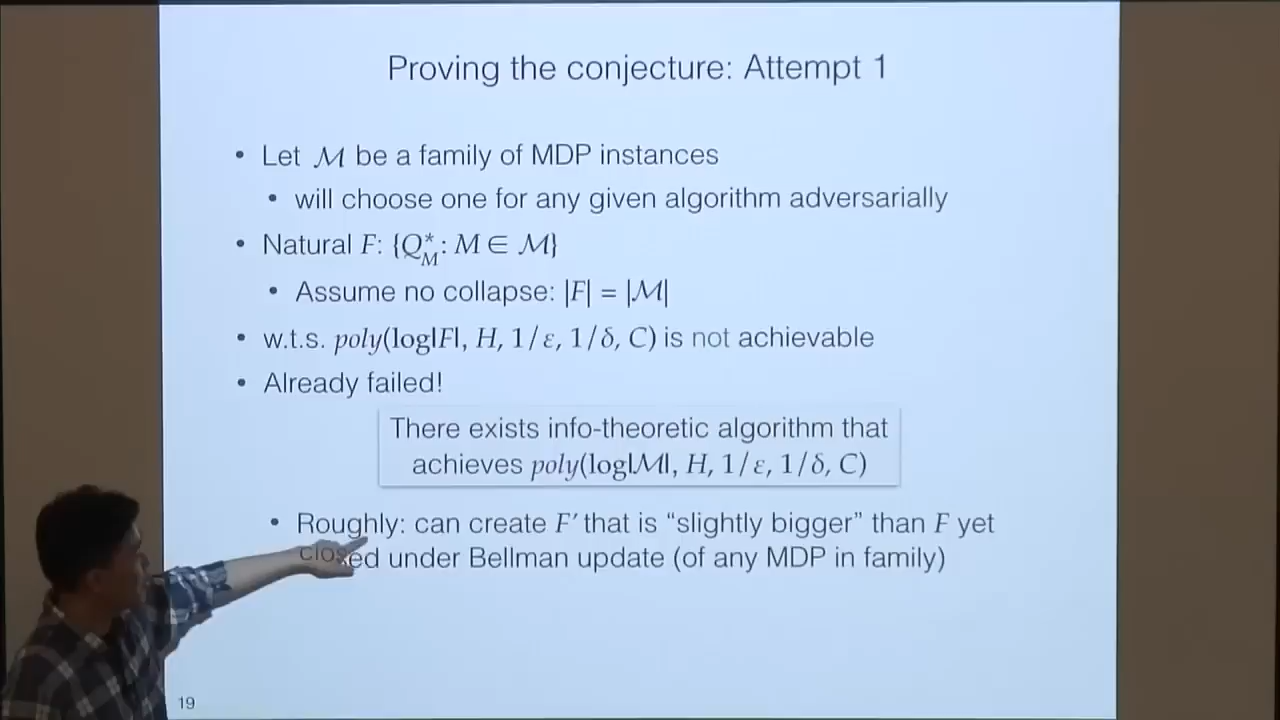 Proving the conjecture: Attempt 1
• Let ℳ be a family of MDP instances
• will choose one for any given algorithm adversarially
• Natural F: {Q*_M : M ∈ ℳ}
• Assume no collapse: |F| = |ℳ|
• w.t.s. poly(log|F|, H, 1/ε, 1/δ, C) is not achievable
• Already failed!
There exists info-theoretic algorithm that
achieves poly(log|ℳ|, H, 1/ε, 1/δ, C)
• Roughly: can create F′ that is “slightly bigger” than F yet
closed under Bellman update (of any MDP in family)
19